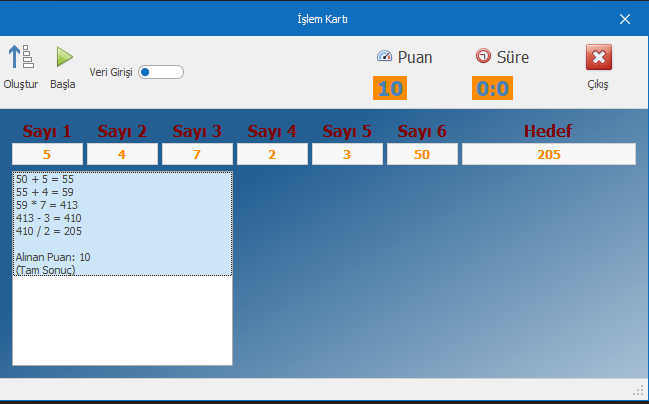 İşlem Kartı
Oluştur
Başla
Veri Girişi
Puan
10
Süre
0:0
Çıkış
Sayı 1 Sayı 2 Sayı 3 Sayı 4 Sayı 5 Sayı 6 Hedef
5 4 7 2 3 50 205
50 + 5 = 55
55 + 4 = 59
59 * 7 = 413
413 - 3 = 410
410 / 2 = 205
Alınan Puan: 10
(Tam Sonuç)